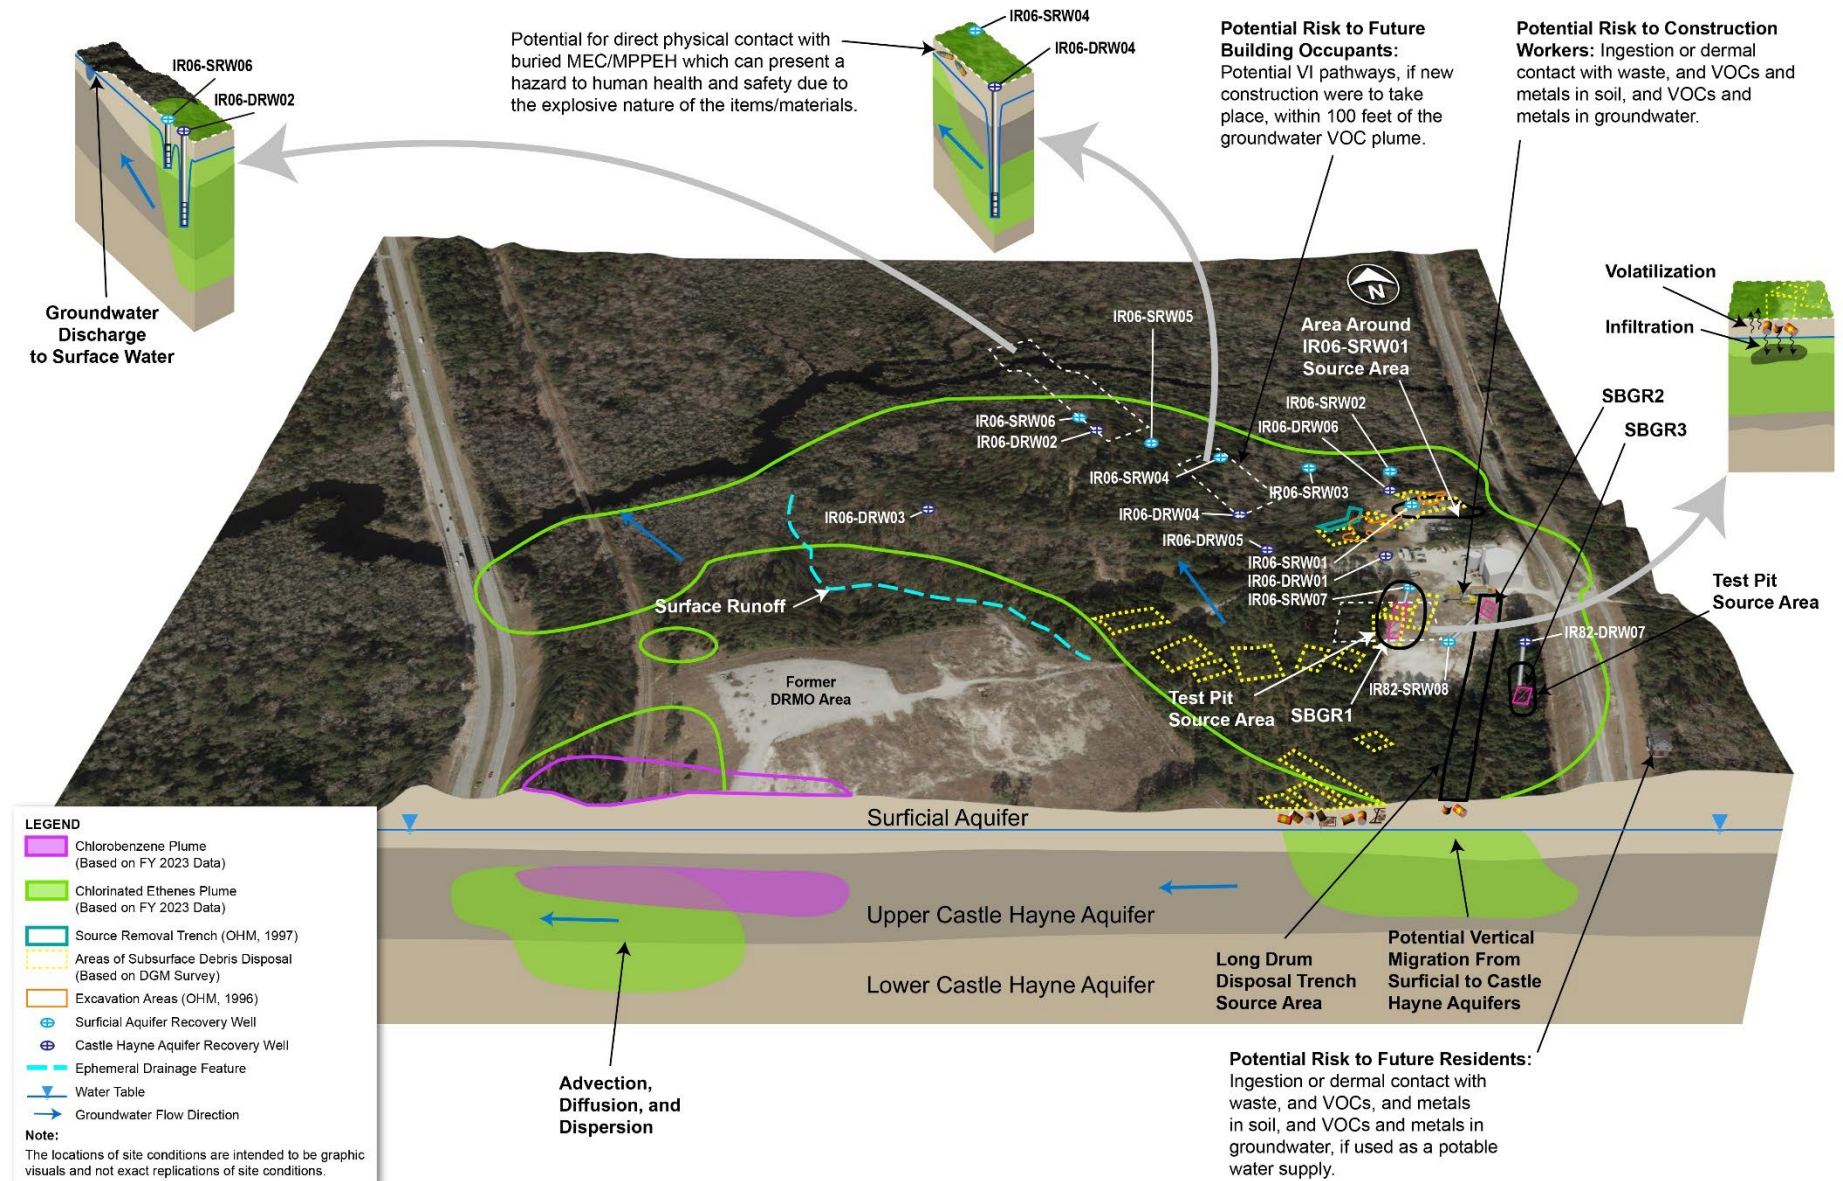 IR06-SRW06
IR06-DRW02
Groundwater
Discharge
to Surface Water
Potential for direct physical contact with
buried MEC/MPPEH which can present a
hazard to human health and safety due to
the explosive nature of the items/materials.
IR06-SRW04
IR06-DRW04
Potential Risk to Future
Building Occupants:
Potential VI pathways, if new
construction were to take
place, within 100 feet of the
groundwater VOC plume.
Potential Risk to Construction
Workers: Ingestion or dermal
contact with waste, and VOCs and
metals in soil, and VOCs and
metals in groundwater.
Volatilization
Infiltration
N
Area Around
IR06-SRW01
Source Area
SBGR2
SBGR3
IR06-SRW05
IR06-SRW02
IR06-DRW06
IR06-SRW06
IR06-DRW02
IR06-SRW04
IR06-SRW03
IR06-DRW03
IR06-DRW04
IR06-DRW05
IR06-SRW01
IR06-DRW01
IR06-SRW07
Test Pit
Source Area
Surface Runoff
IR82-DRW07
Former
DRMO Area
Test Pit
Source Area
SBGR1
IR82-SRW08
Surficial Aquifer
Upper Castle Hayne Aquifer
Lower Castle Hayne Aquifer
Long Drum
Disposal Trench
Source Area
Potential Vertical
Migration From
Surficial to Castle
Hayne Aquifers
Advection,
Diffusion, and
Dispersion
Potential Risk to Future Residents:
Ingestion or dermal contact with
waste, and VOCs, and metals
in soil, and VOCs and metals in
groundwater, if used as a potable
water supply.
LEGEND
Chlorobenzene Plume
(Based on FY 2023 Data)
Chlorinated Ethenes Plume
(Based on FY 2023 Data)
Source Removal Trench (OHM, 1997)
Areas of Subsurface Debris Disposal
(Based on DGM Survey)
Excavation Areas (OHM, 1996)
Surficial Aquifer Recovery Well
Castle Hayne Aquifer Recovery Well
Ephemeral Drainage Feature
Water Table
Groundwater Flow Direction
Note:
The locations of site conditions are intended to be graphic
visuals and not exact replications of site conditions.